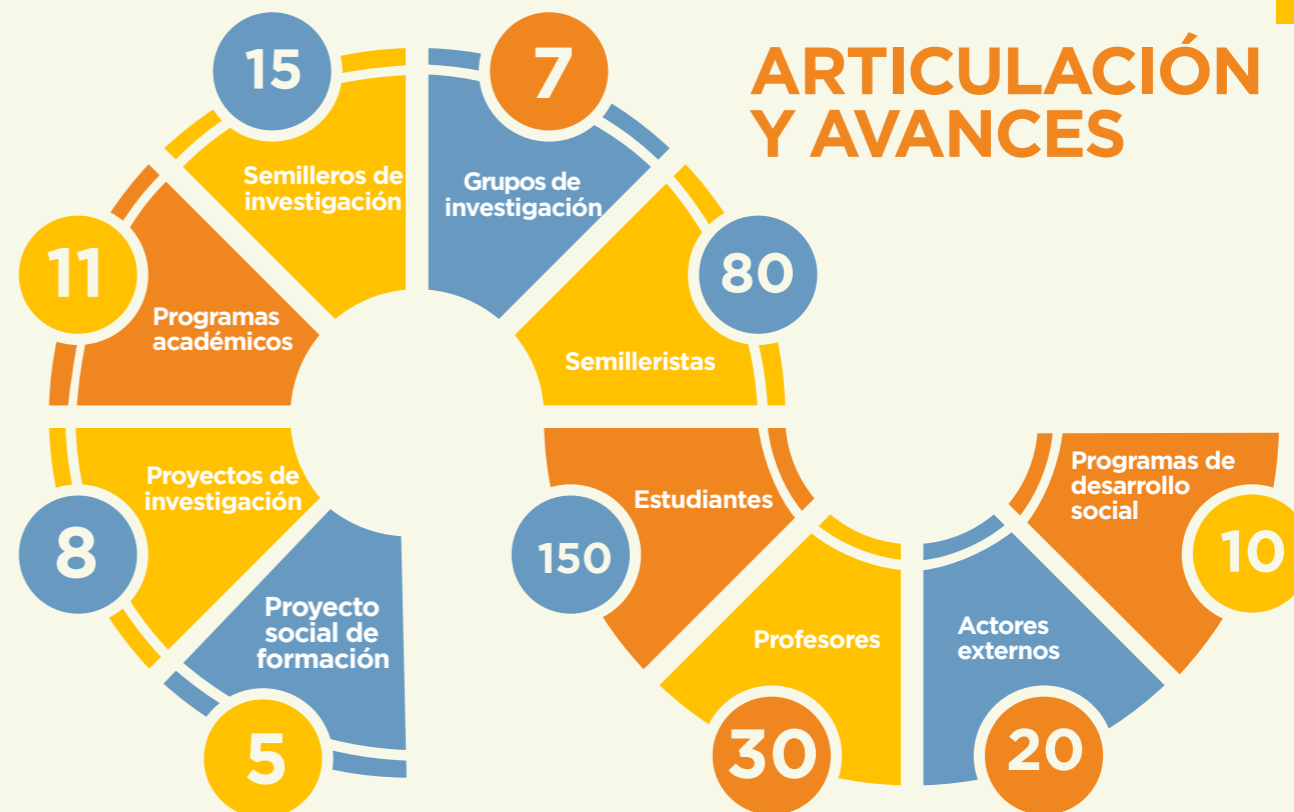 ARTICULACIÓN
Y AVANCES
5
Proyecto
social de
formación
8
Proyectos de
investigación
11
Programas
académicos
15
Semilleros de
investigación
7
Grupos de
investigación
80
Semilleristas
150
Estudiantes
30
Profesores
20
Actores
externos
10
Programas de
desarrollo
social